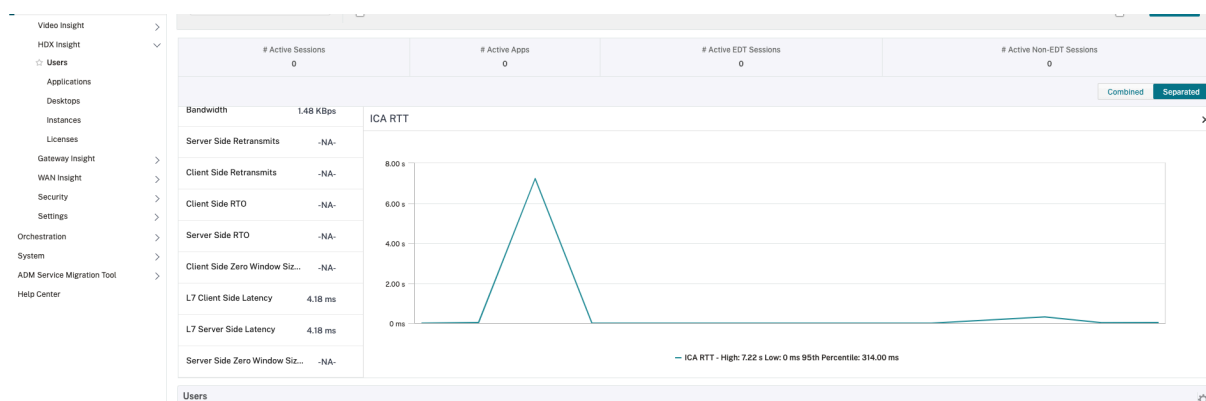 Video Insight
HDX Insight
Users
Applications
Desktops
Instances
Licenses
Gateway Insight
WAN Insight
Security
Settings
Orchestration
System
ADM Service Migration Tool
Help Center
# Active Sessions
0
# Active Apps
0
# Active EDT Sessions
0
# Active Non-EDT Sessions
0
Combined Separated
Bandwidth 1.48 KBps
Server Side Retransmits -NA-
Client Side Retransmits -NA-
Client Side RTO -NA-
Server Side RTO -NA-
Client Side Zero Window Siz... -NA-
L7 Client Side Latency 4.18 ms
L7 Server Side Latency 4.18 ms
Server Side Zero Window Siz... -NA-
ICA RTT
8.00 s
6.00 s
4.00 s
2.00 s
0 ms
ICA RTT - High: 7.22 s Low: 0 ms 95th Percentile: 314.00 ms
Users